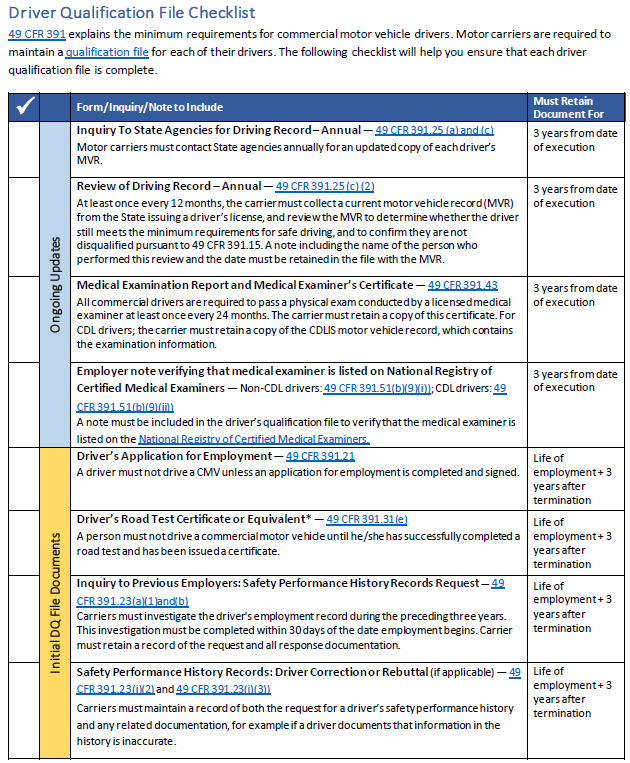 Driver Qualification File Checklist
49 CFR 391 explains the minimum requirements for commercial motor vehicle drivers. Motor carriers are required to
maintain a qualification file for each of their drivers. The following checklist will help you ensure that each driver
qualification file is complete.
✓
Form/Inquiry/Note to Include
Must Retain
Document For
Ongoing Updates
Inquiry To State Agencies for Driving Record – Annual — 49 CFR 391.25 (a) and (c)
Motor carriers must contact State agencies annually for an updated copy of each driver's
MVR.
3 years from date
of execution
Review of Driving Record – Annual — 49 CFR 391.25 (c) (2)
At least once every 12 months, the carrier must collect a current motor vehicle record (MVR)
from the State issuing a driver's license, and review the MVR to determine whether the driver
still meets the minimum requirements for safe driving, and to confirm they are not
disqualified pursuant to 49 CFR 391.15. A note including the name of the person who
performed this review and the date must be retained in the file with the MVR.
3 years from date
of execution
Medical Examination Report and Medical Examiner's Certificate — 49 CFR 391.43
All commercial drivers are required to pass a physical exam conducted by a licensed medical
examiner at least once every 24 months. The carrier must retain a copy of this certificate. For
CDL drivers; the carrier must retain a copy of the CDLIS motor vehicle record, which contains
the examination information.
3 years from date
of execution
Employer note verifying that medical examiner is listed on National Registry of
Certified Medical Examiners — Non-CDL drivers: 49 CFR 391.51(b)(9)(i)); CDL drivers: 49
CFR 391.51(b)(9)(ii))
A note must be included in the driver's qualification file to verify that the medical examiner is
listed on the National Registry of Certified Medical Examiners.
3 years from date
of execution
Initial DQ File Documents
Driver's Application for Employment — 49 CFR 391.21
A driver must not drive a CMV unless an application for employment is completed and signed.
Life of
employment + 3
years after
termination
Driver's Road Test Certificate or Equivalent* — 49 CFR 391.31(e)
A person must not drive a commercial motor vehicle until he/she has successfully completed a
road test and has been issued a certificate.
Life of
employment + 3
years after
termination
Inquiry to Previous Employers: Safety Performance History Records Request — 49
CFR 391.23(a)(1)and(b)
Carriers must investigate the driver's employment record during the preceding three years.
This investigation must be completed within 30 days of the date employment begins. Carrier
must retain a record of the request and all response documentation.
Life of
employment + 3
years after
termination
Safety Performance History Records: Driver Correction or Rebuttal (if applicable) — 49
CFR 391.23(i)(2) and 49 CFR 391.23(i)(3))
Carriers must maintain a record of both the request for a driver's safety performance history
and any related documentation, for example if a driver documents that information in the
history is inaccurate.
Life of
employment + 3
years after
termination